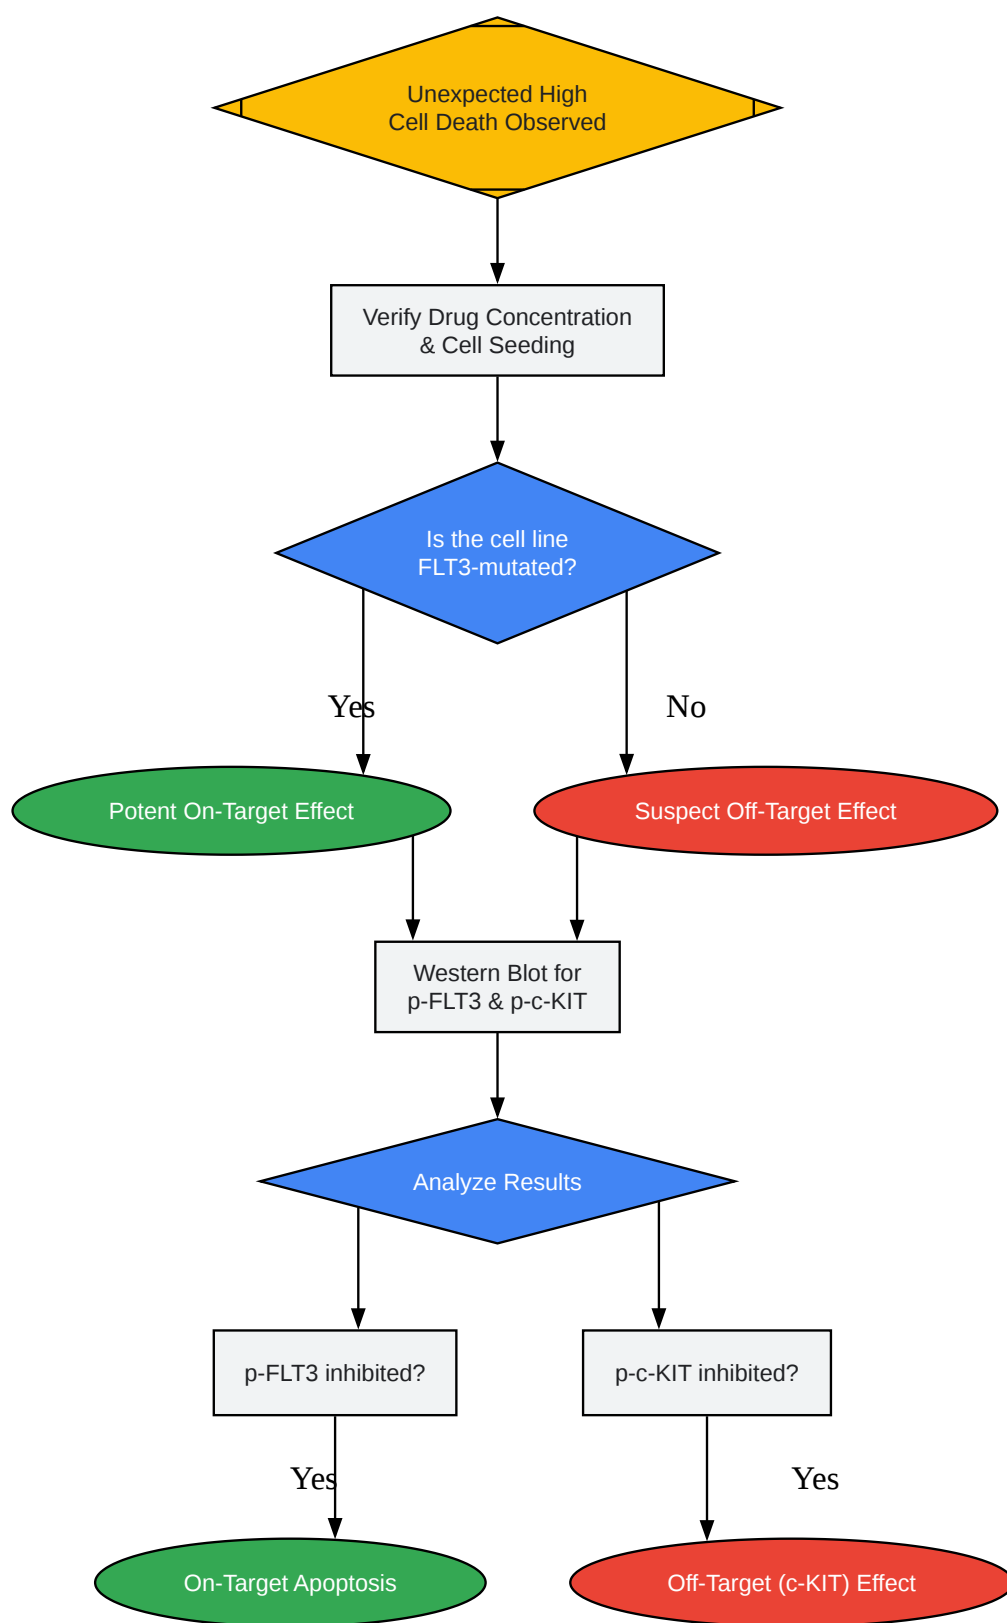 Unexpected High
Cell Death Observed
Verify Drug Concentration
& Cell Seeding
Is the cell line
FLT3-mutated?
Yes
No
Potent On-Target Effect
Suspect Off-Target Effect
Western Blot for
p-FLT3 & p-c-KIT
Analyze Results
p-FLT3 inhibited?
p-c-KIT inhibited?
Yes
Yes
On-Target Apoptosis
Off-Target (c-KIT) Effect